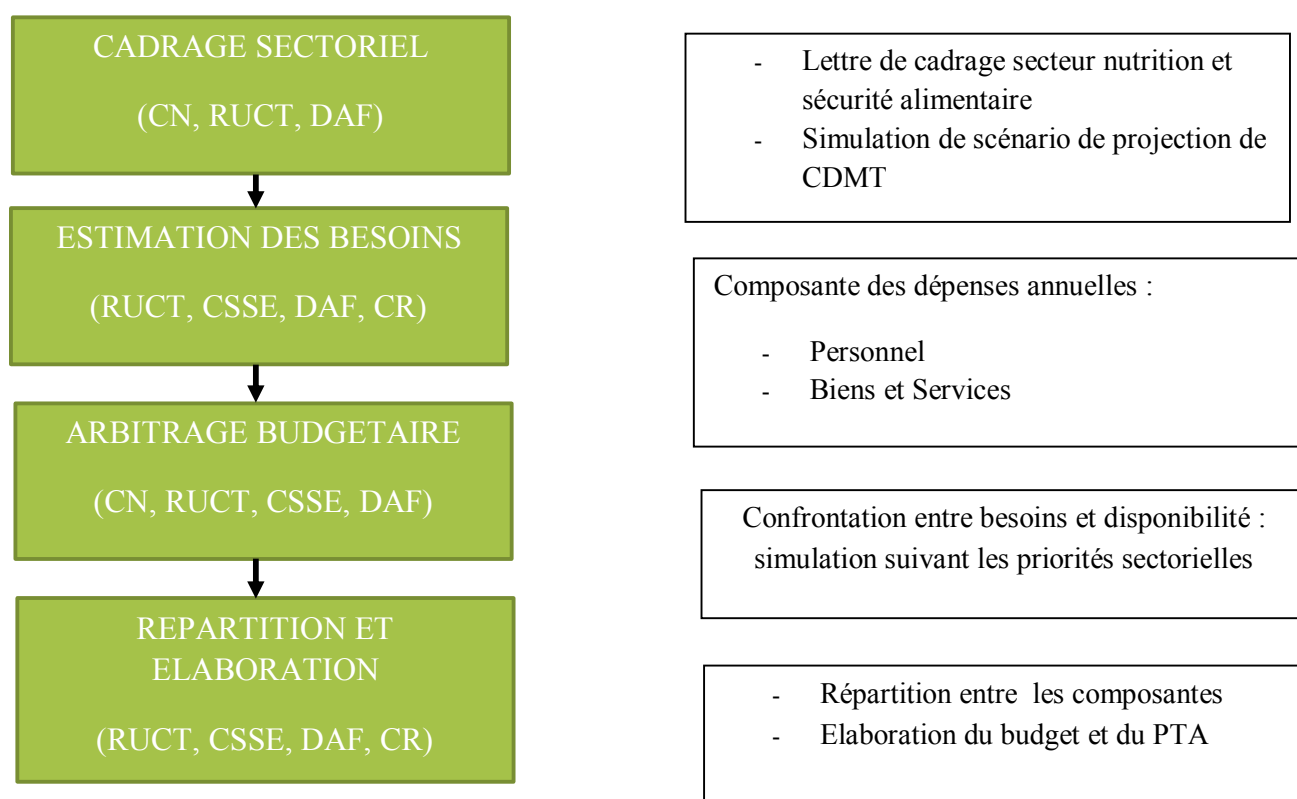 CADRAGE SECTORIEL
(CN, RUCT, DAF)
- Lettre de cadrage secteur nutrition et
sécurité alimentaire
- Simulation de scénario de projection de
CDMT
ESTIMATION DES BESOINS
(RUCT, CSSE, DAF, CR)
Composante des dépenses annuelles :
- Personnel
- Biens et Services
ARBITRAGE BUDGETAIRE
(CN, RUCT, CSSE, DAF)
Confrontation entre besoins et disponibilité :
simulation suivant les priorités sectorielles
REPARTITION ET
ELABORATION
(RUCT, CSSE, DAF, CR)
- Répartition entre les composantes
- Elaboration du budget et du PTA